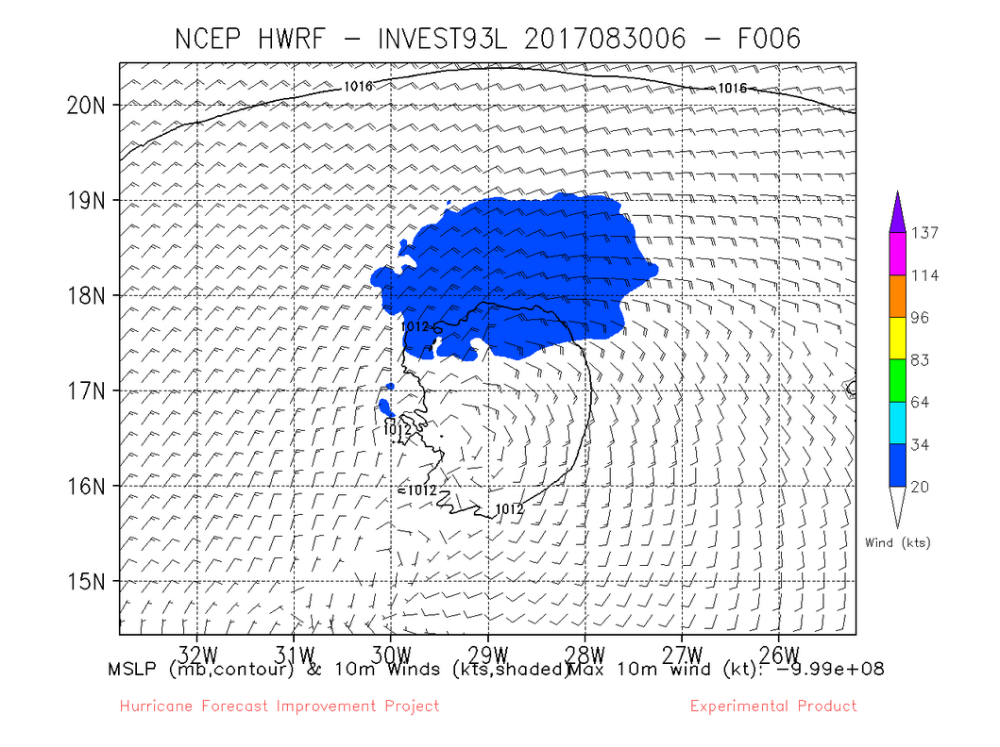 NCEP HWRF - INVEST93L 2017083006 - F006
1016
1016
20N
19N
137
114
18N
96
1012
83
17N
64
1012
34
16N
1012
20
1012
Wind (kts)
15N
32W 31W 30W 29W 28W 27W 26W
MSLP (mb,contour) & 10m Winds (kts,shaded)Max 10m wind (kt): -9.99e+08
Hurricane Forecast Improvement Project Experimental Product